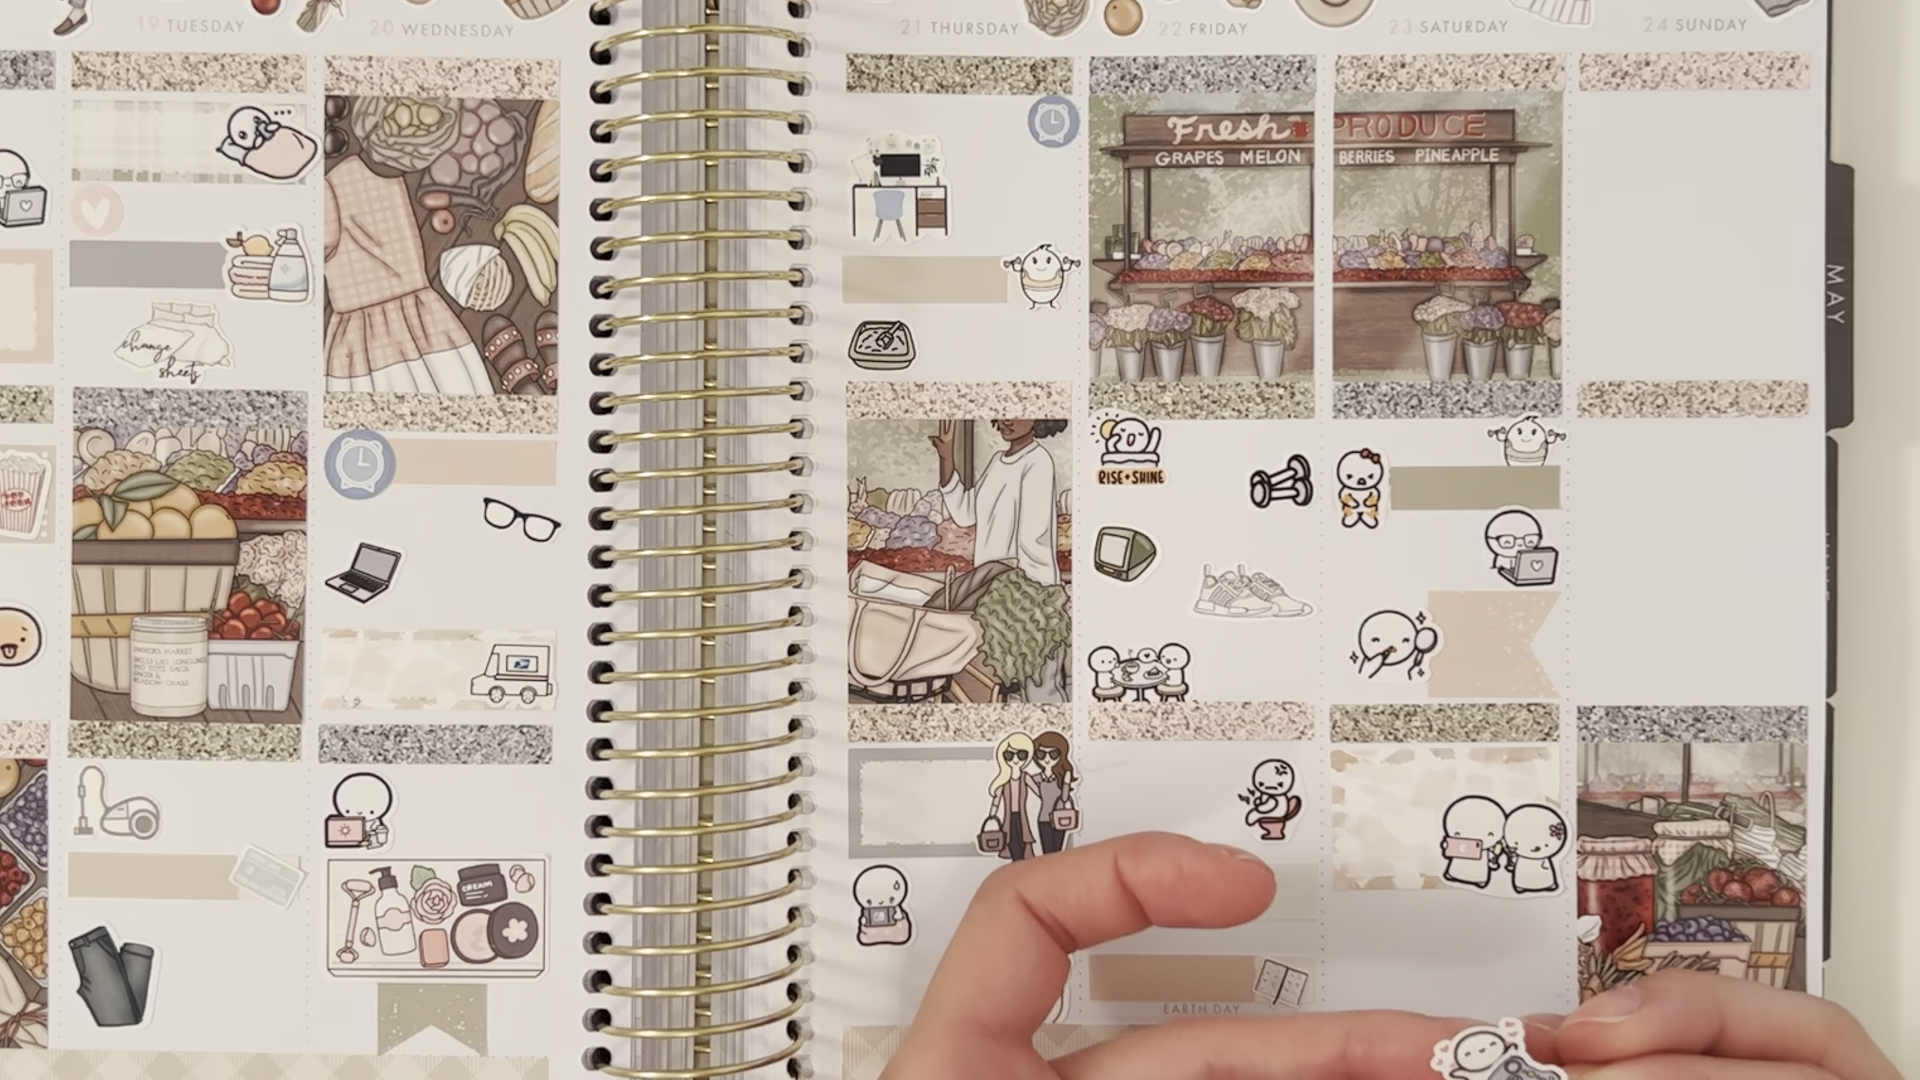 19 TUESDAY
20 WEDNESDAY
21 THURSDAY
22 FRIDAY
23 SATURDAY
24 SUNDAY
Fresh PRODUCE
GRAPES MELON BERRIES PINEAPPLE
change
sheets
RISE+SHINE
CREAM
EARTH DAY
MAY